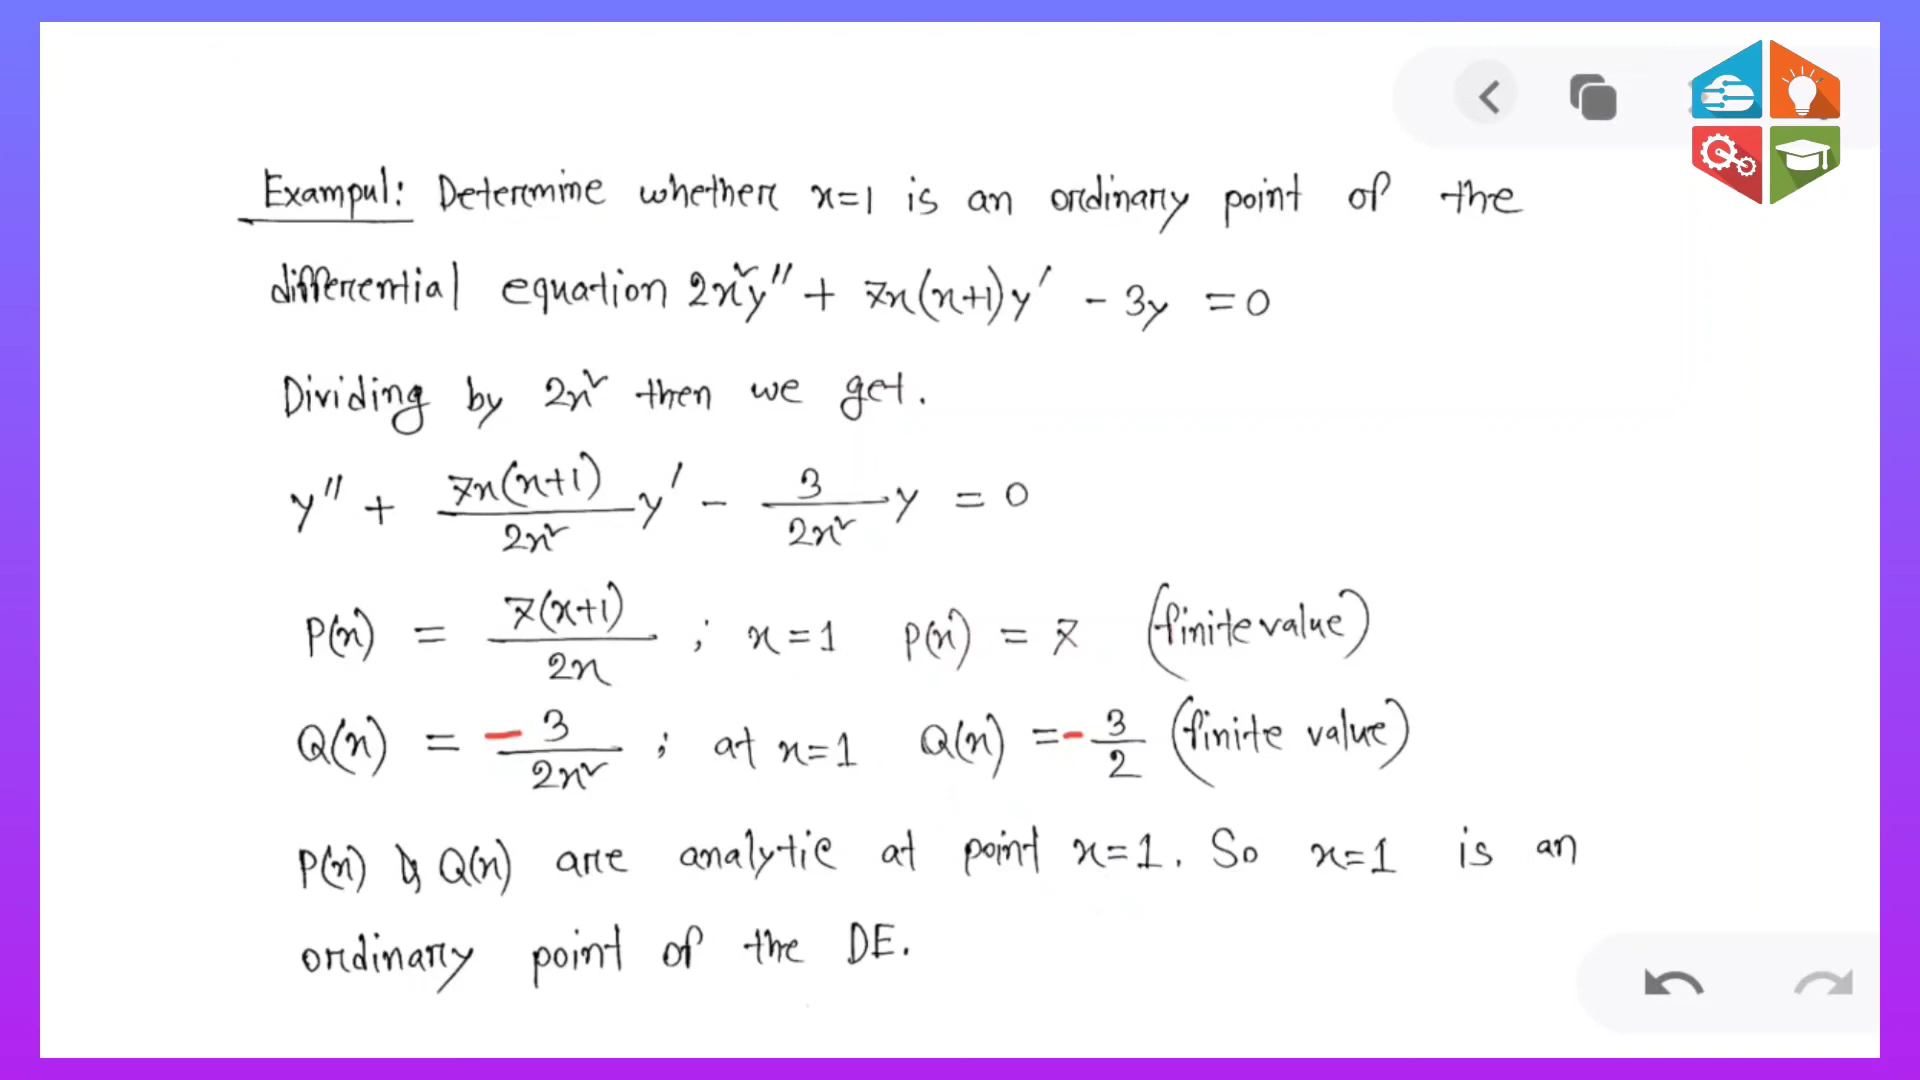 Exampul: Determine whether x=1 is an ordinary point of the
differential equation 2x²y'' + 7x(x+1)y' - 3y = 0
Dividing by 2x² then we get.
y'' + 7x(x+1)/2x² y' - 3/2x² y = 0
P(x) = 7(x+1)/2x ; x=1 P(x) = 7 (finite value)
Q(x) = -3/2x² ; at x=1 Q(x) = -3/2 (finite value)
P(x) & Q(x) are analytic at point x=1. So x=1 is an
ordinary point of the DE.